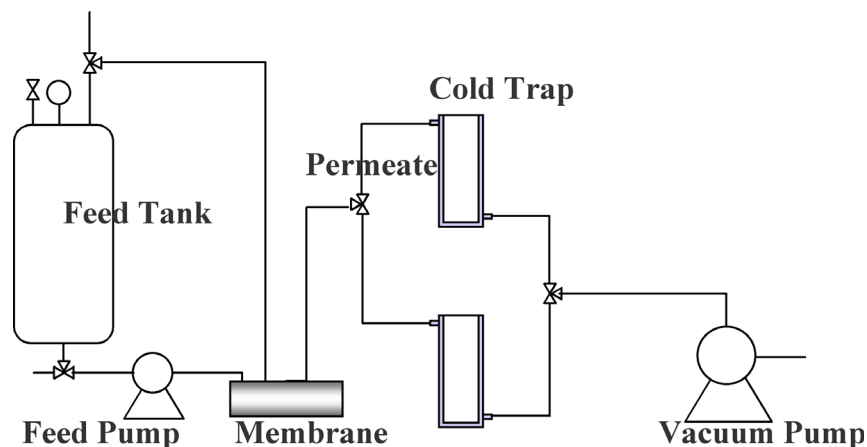 Cold Trap
Permeate
Feed Tank
Feed Pump
Membrane
Vacuum Pump